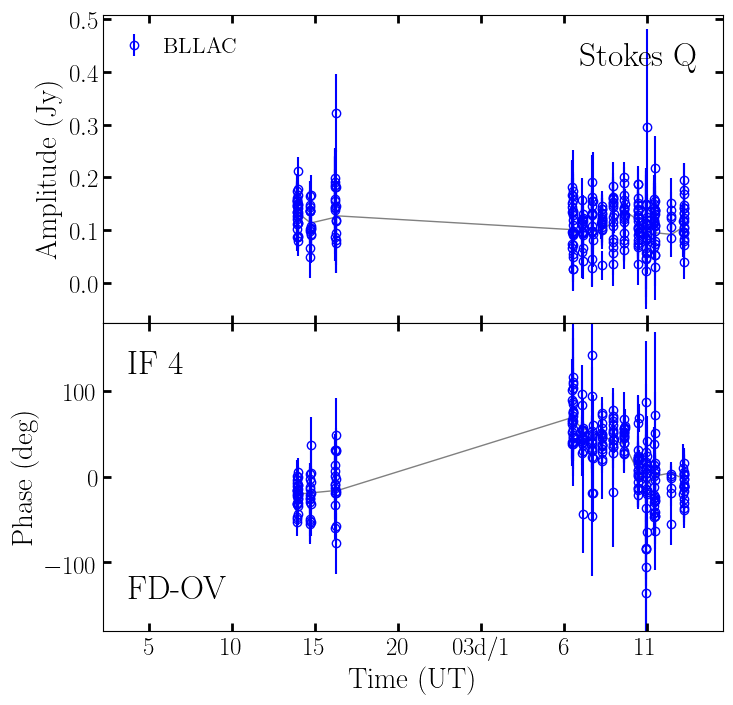 0.5
BLLAC
Stokes Q
0.4
0.3
0.2
0.1
0.0
Amplitude (Jy)
IF 4
100
0
−100
Phase (deg)
FD-OV
5 10 15 20 03d/1 6 11
Time (UT)